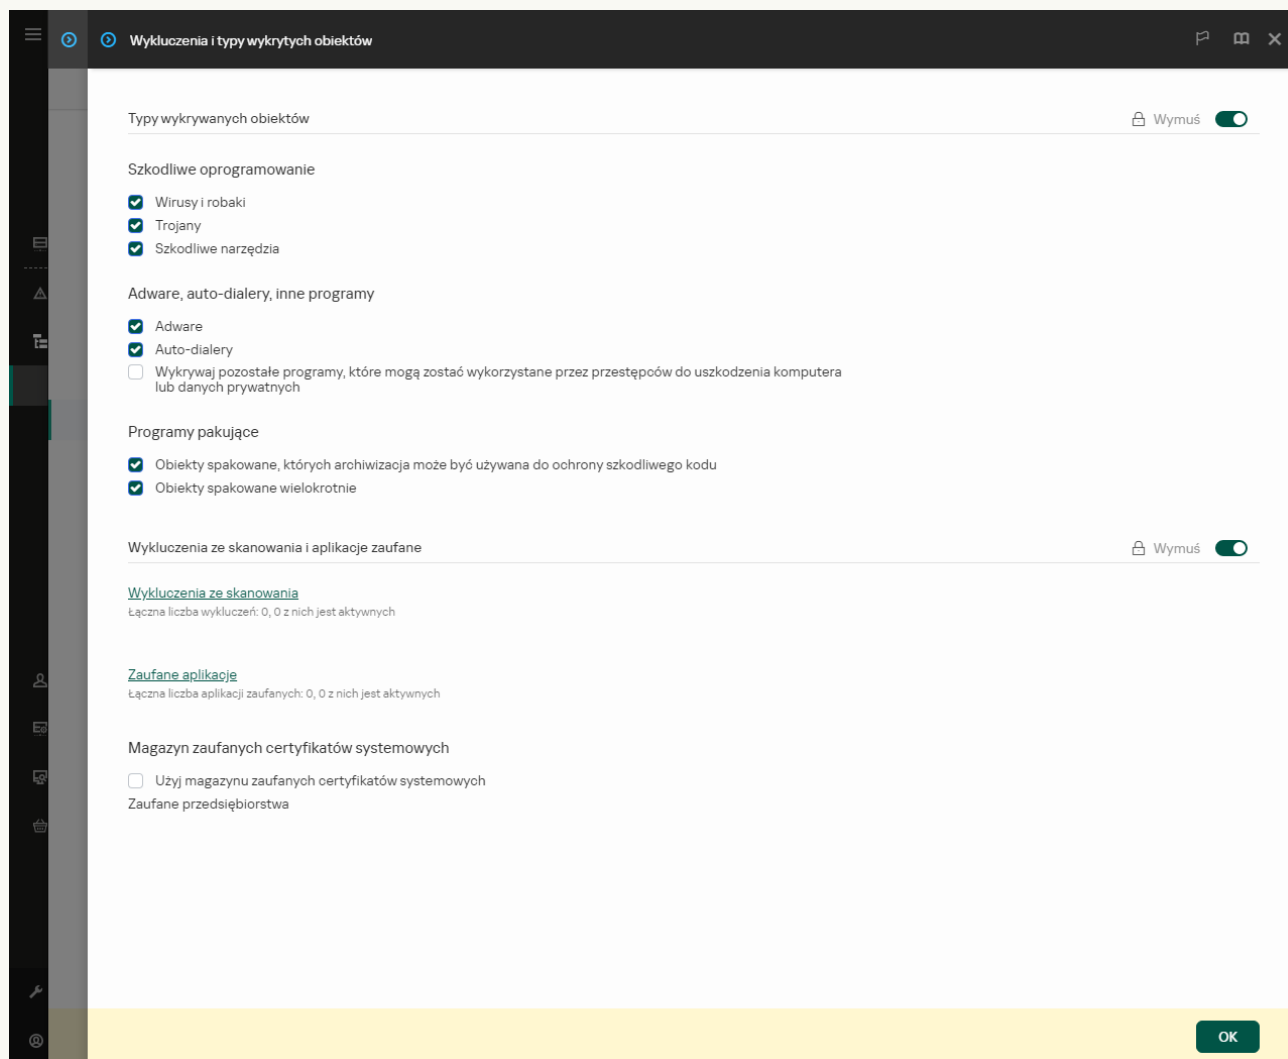 Wykluczenia i typy wykrytych obiektów
Typy wykrywanych obiektów
Wymuś
Szkodliwe oprogramowanie
Wirusy i robaki
Trojany
Szkodliwe narzędzia
Adware, auto-dialery, inne programy
Adware
Auto-dialery
Wykrywaj pozostałe programy, które mogą zostać wykorzystane przez przestępców do uszkodzenia komputera
lub danych prywatnych
Programy pakujące
Obiekty spakowane, których archiwizacja może być używana do ochrony szkodliwego kodu
Obiekty spakowane wielokrotnie
Wykluczenia ze skanowania i aplikacje zaufane
Wymuś
Wykluczenia ze skanowania
Łączna liczba wykluczeń: 0, 0 z nich jest aktywnych
Zaufane aplikacje
Łączna liczba aplikacji zaufanych: 0, 0 z nich jest aktywnych
Magazyn zaufanych certyfikatów systemowych
Użyj magazynu zaufanych certyfikatów systemowych
Zaufane przedsiębiorstwa
OK